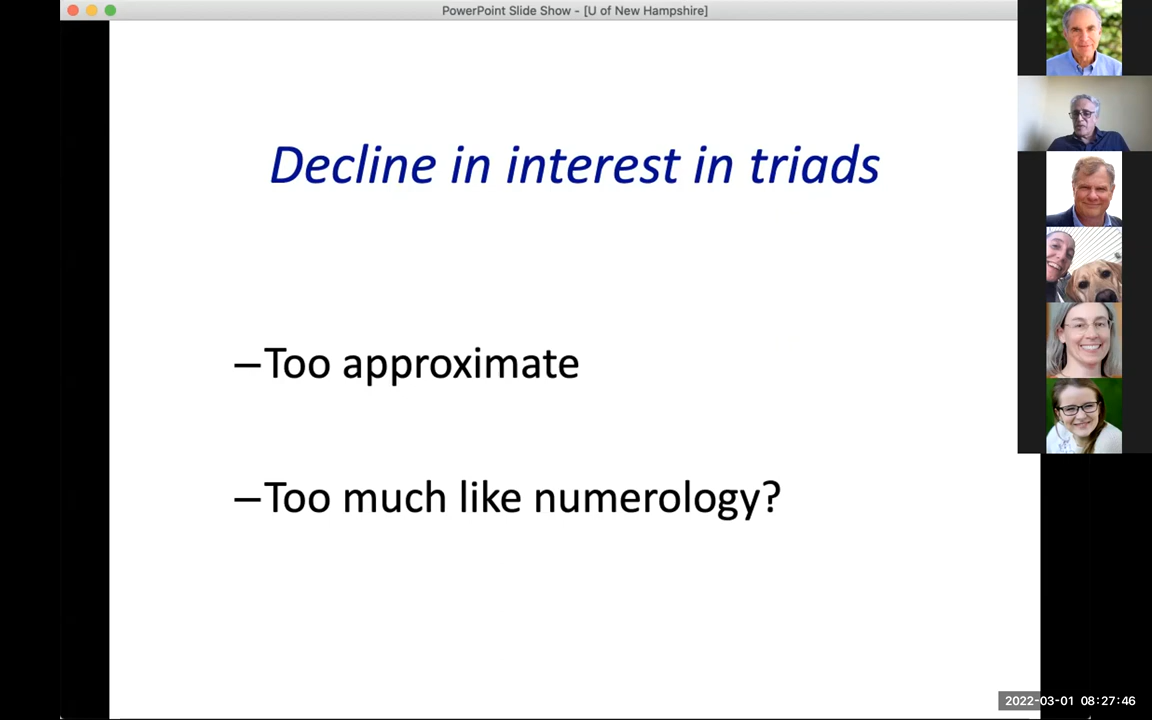 PowerPoint Slide Show - [U of New Hampshire]
Decline in interest in triads
–Too approximate
–Too much like numerology?
2022-03-01 08:27:46